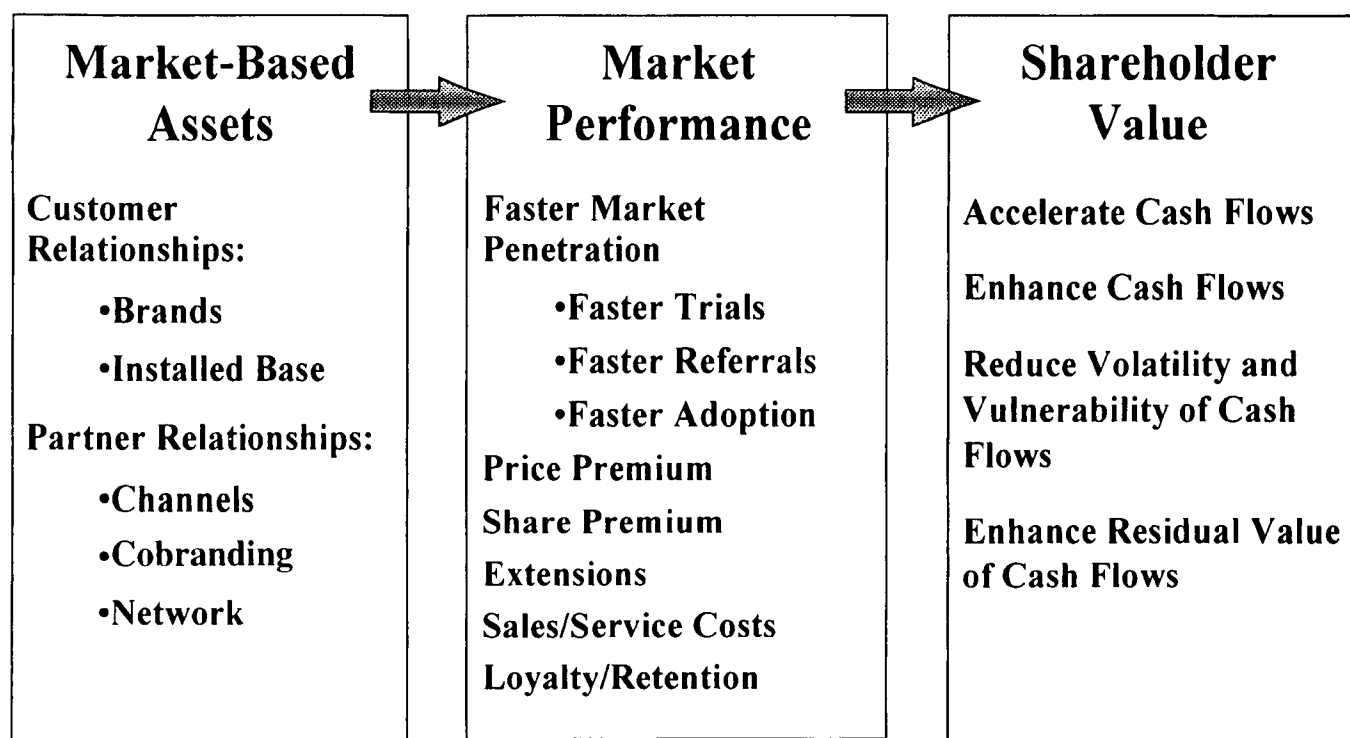 Market-Based
Assets
Customer
Relationships:
•Brands
•Installed Base
Partner Relationships:
•Channels
•Cobranding
•Network
Market
Performance
Faster Market
Penetration
•Faster Trials
•Faster Referrals
•Faster Adoption
Price Premium
Share Premium
Extensions
Sales/Service Costs
Loyalty/Retention
Shareholder
Value
Accelerate Cash Flows
Enhance Cash Flows
Reduce Volatility and
Vulnerability of Cash
Flows
Enhance Residual Value
of Cash Flows